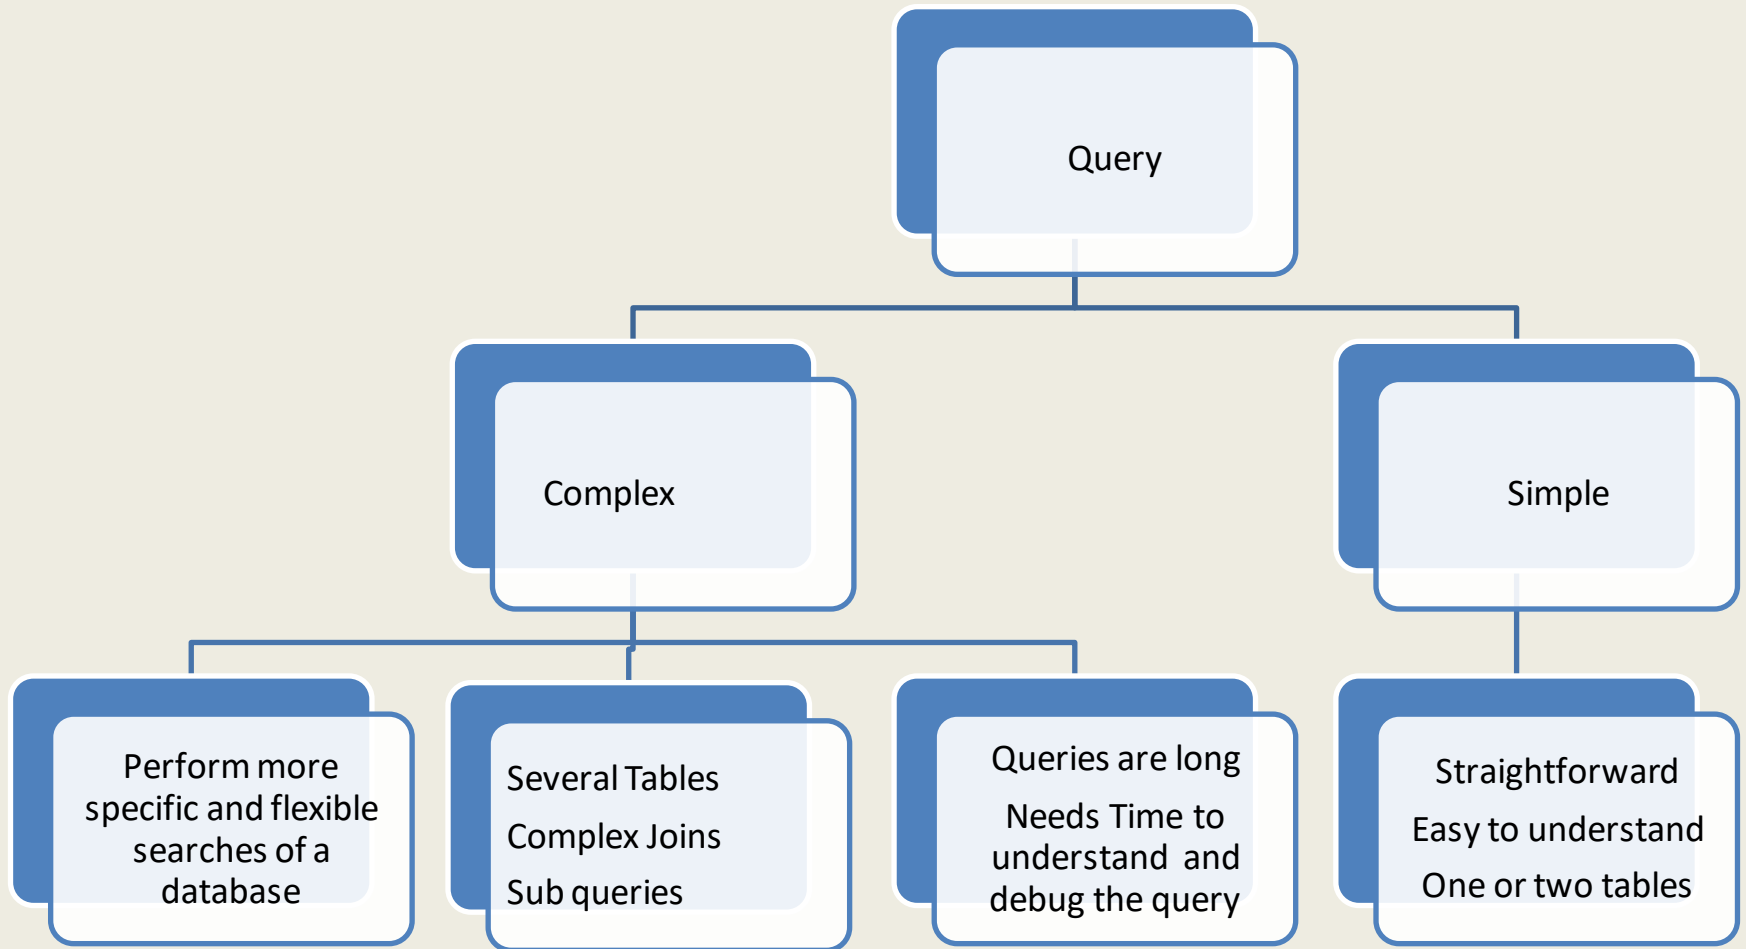 Query
Complex
Simple
Perform more
specific and flexible
searches of a
database
Several Tables
Complex Joins
Sub queries
Queries are long
Needs Time to
understand and
debug the query
Straightforward
Easy to understand
One or two tables